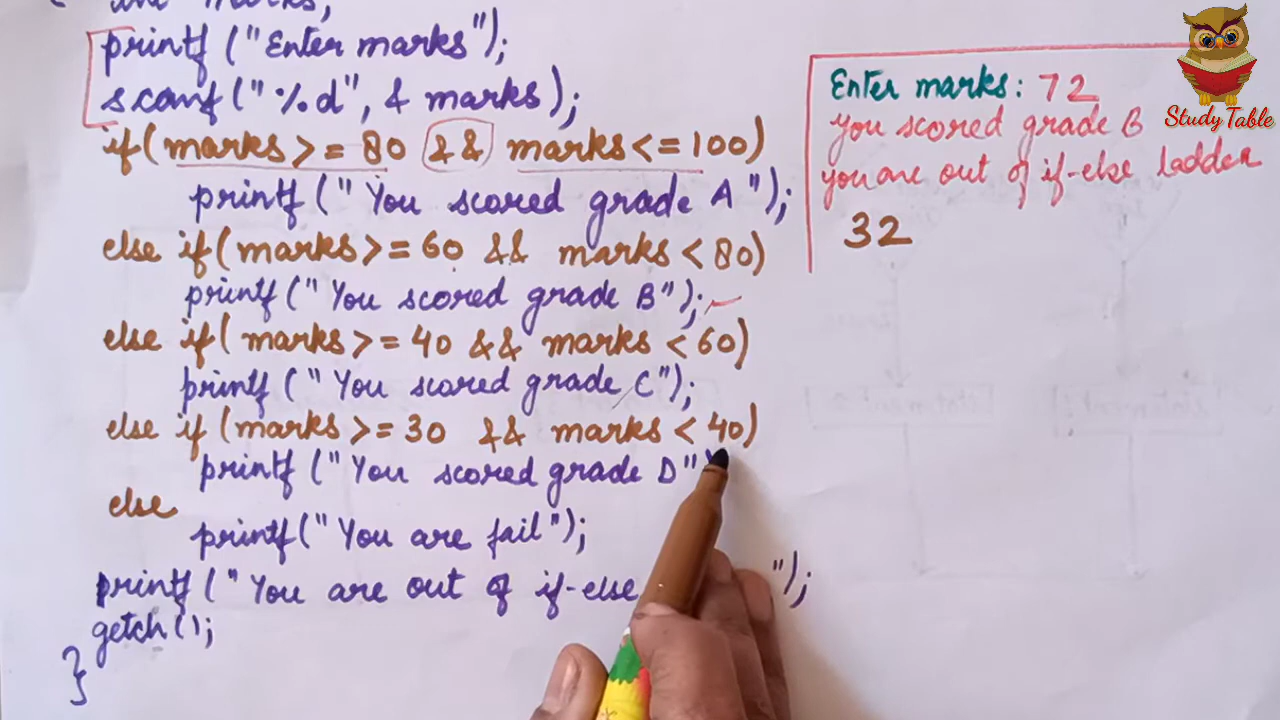 marks;
printf ("Enter marks");
scanf ("%d", & marks);
if( marks >= 80 && marks <= 100)
printf (" You scored grade A ");
else if( marks >= 60 && marks < 80)
printf (" You scored grade B");
else if( marks >= 40 && marks < 60)
printf (" You scored grade C");
else if (marks >= 30 && marks < 40)
printf (" You scored grade D"
else
printf (" You are fail ");
printf (" You are out of if-else ");
getch();
}
Enter marks: 72
you scored grade B
you are out of if-else ladder
32
Study Table